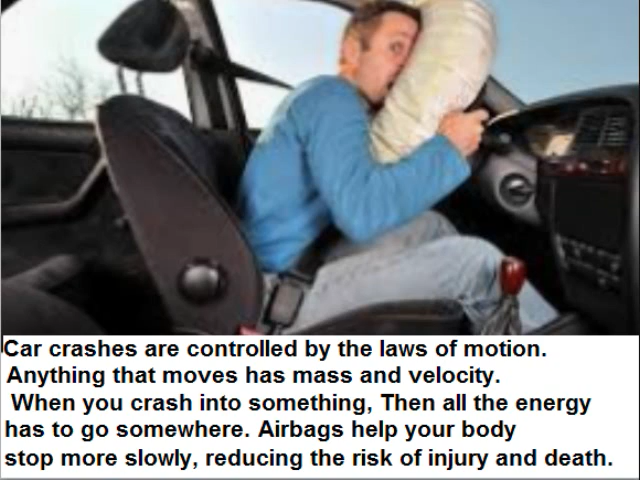 Car crashes are controlled by the laws of motion.
Anything that moves has mass and velocity.
When you crash into something, Then all the energy
has to go somewhere. Airbags help your body
stop more slowly, reducing the risk of injury and death.